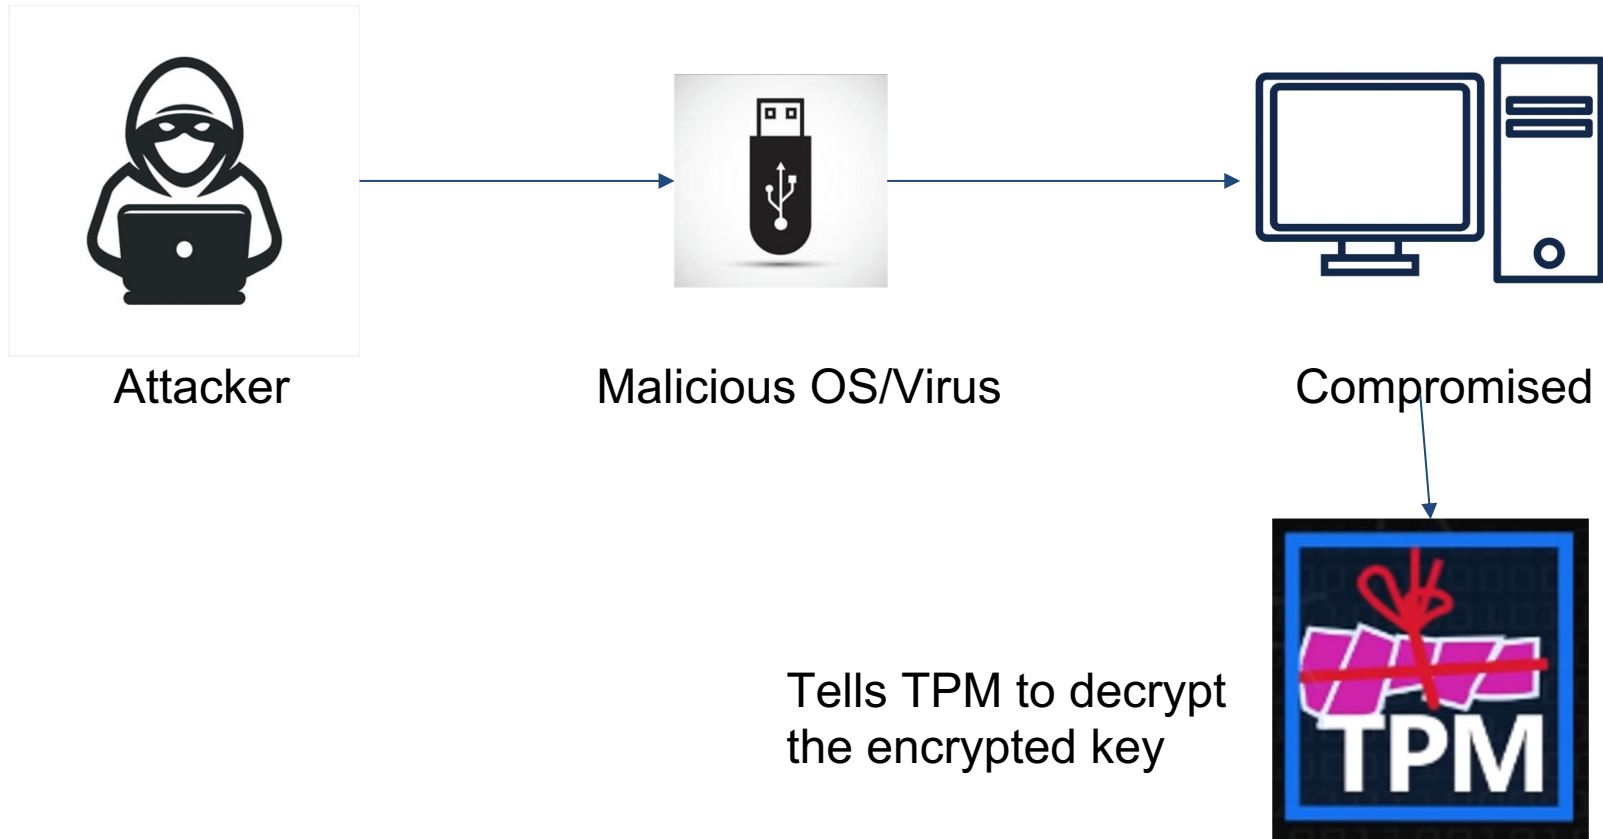 Attacker
Malicious OS/Virus
Compromised
Tells TPM to decrypt
the encrypted key
TPM